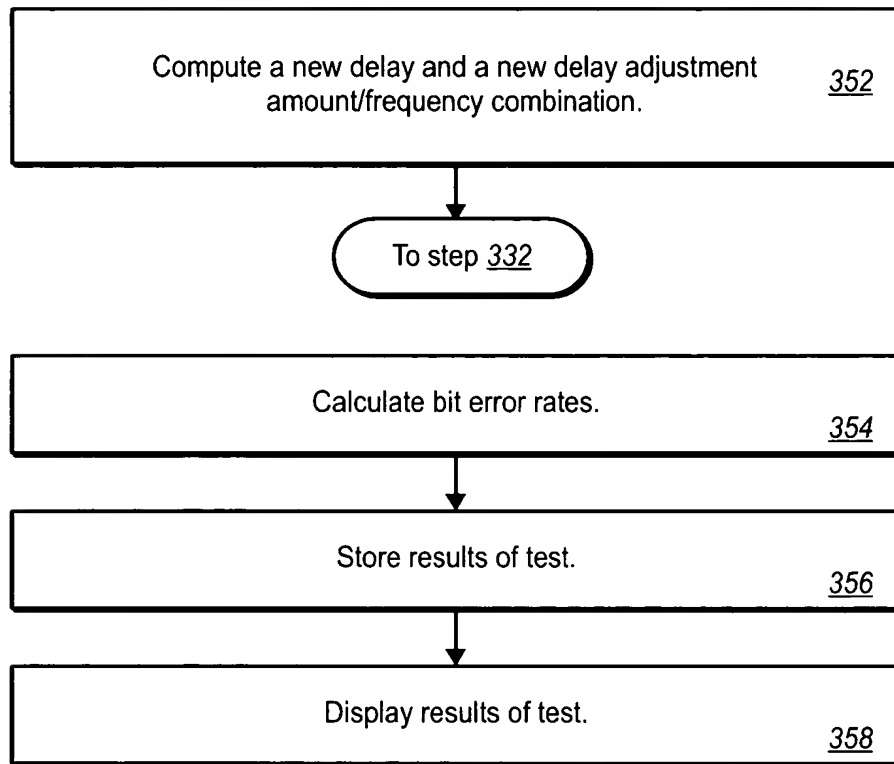 Compute a new delay and a new delay adjustment
amount/frequency combination.
352
To step 332
Calculate bit error rates.
354
Store results of test.
356
Display results of test.
358